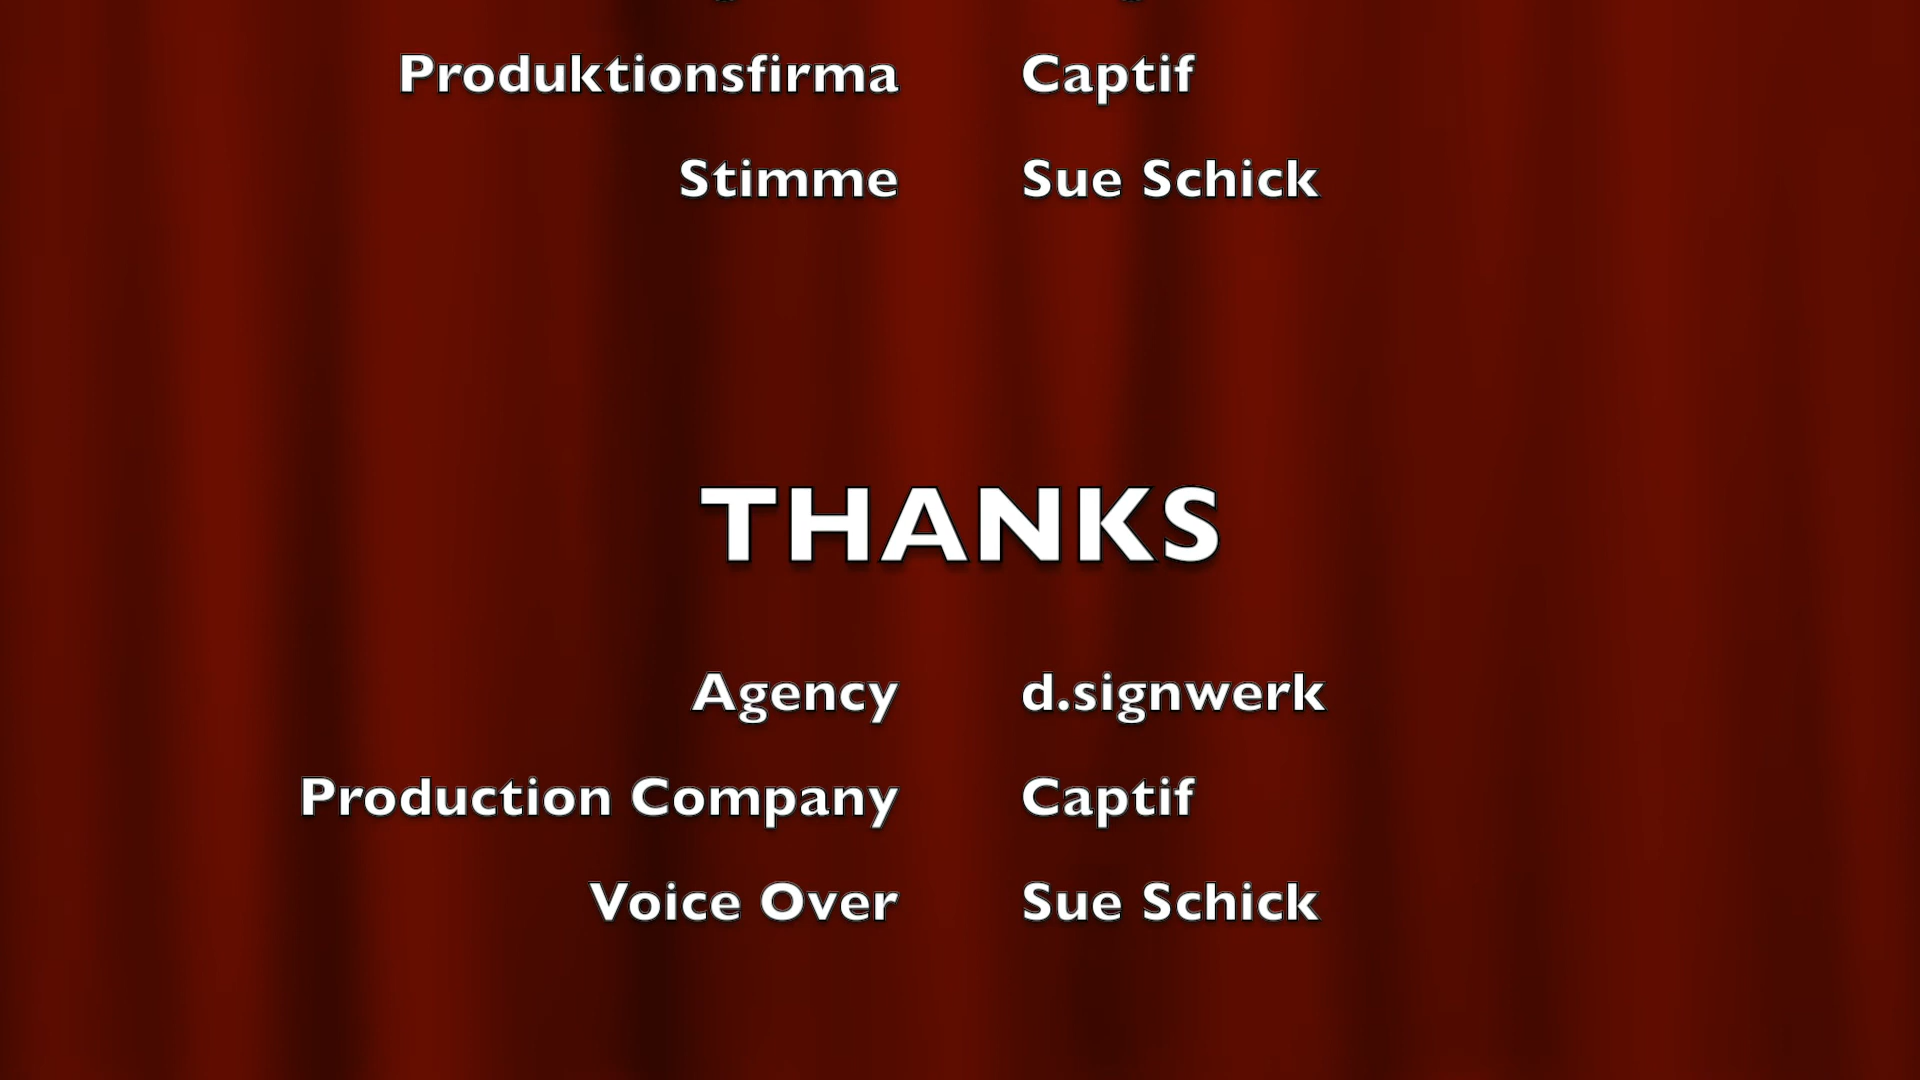 Produktionsfirma Captif
Stimme Sue Schick
THANKS
Agency d.signwerk
Production Company Captif
Voice Over Sue Schick